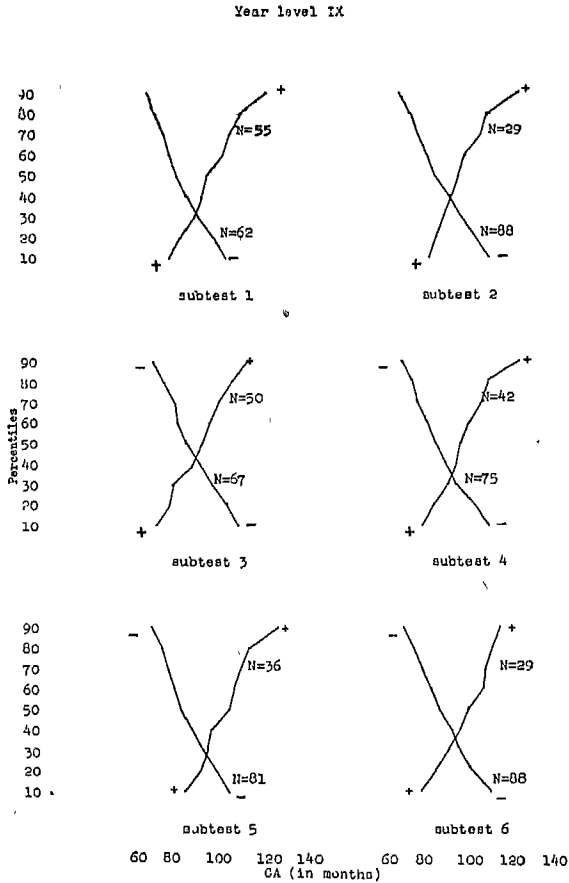 Year level IX
90
80
70
60
50
40
30
20
10
+ +
N=55 N=29
N=62 N=88
+ - + -
subtest 1 subtest 2
Percentiles
90
80
70
60
50
40
30
20
10
- + - +
N=50 N=42
N=67 N=75
+ - + -
subtest 3 subtest 4
90
80
70
60
50
40
30
20
10
- + - +
N=36 N=29
N=81 N=88
+ - + -
subtest 5 subtest 6
60 80 100 120 140 60 80 100 120 140
CA (in months)